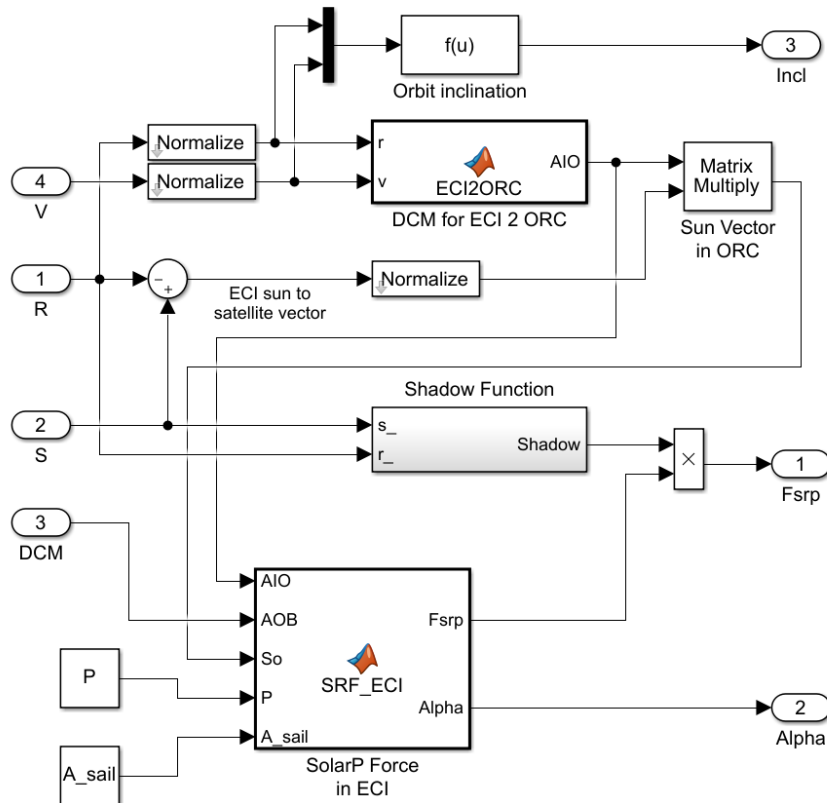 f(u)
3
Incl
Orbit inclination
Normalize
r
AIO
Matrix
Multiply
4
V
Normalize
v
ECI2ORC
DCM for ECI 2 ORC
Sun Vector
in ORC
1
R
-
+
ECI sun to
satellite vector
Normalize
Shadow Function
2
S
s_
r_
Shadow
×
1
Fsrp
3
DCM
AIO
AOB
So
P
A_sail
SRF_ECI
Fsrp
Alpha
P
A_sail
SolarP Force
in ECI
2
Alpha